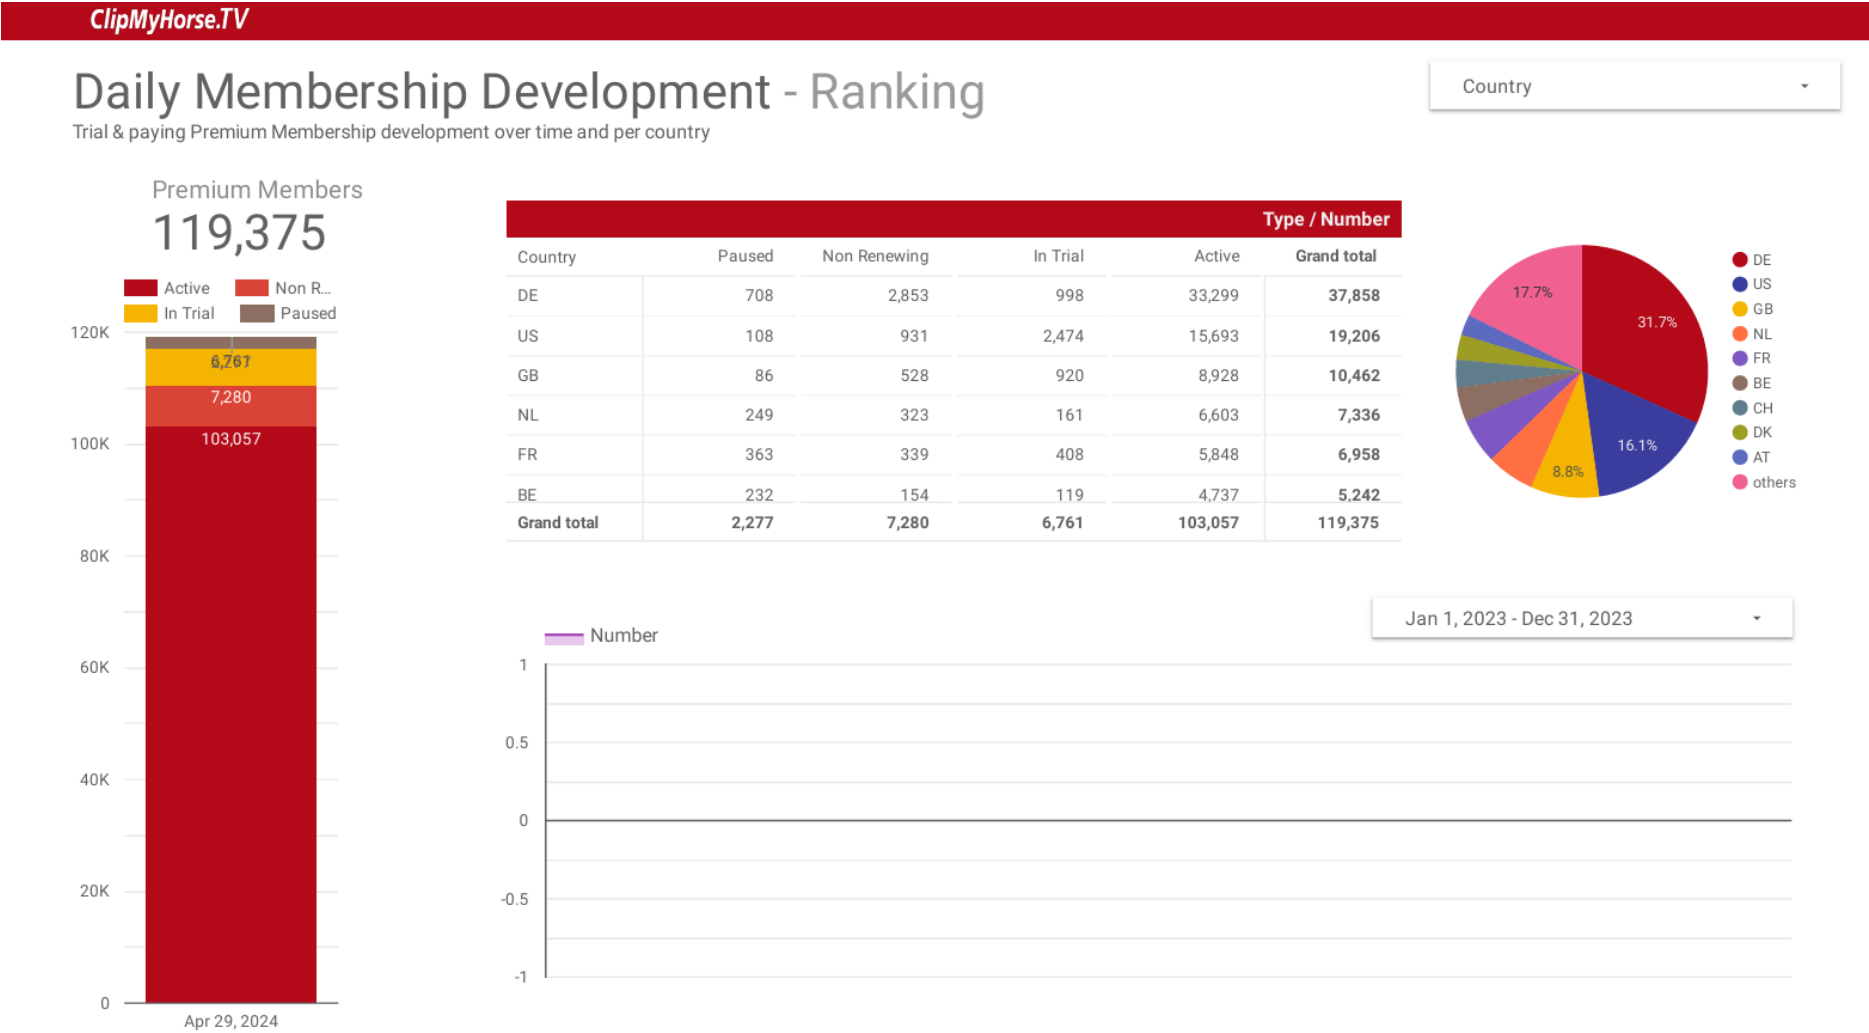 ClipMyHorse.TV
Daily Membership Development - Ranking
Trial & paying Premium Membership development over time and per country
Country
Premium Members
119,375
Active Non R...
In Trial Paused
120K
100K
80K
60K
40K
20K
0
6,761
7,280
103,057
Apr 29, 2024
Type / Number
Country Paused Non Renewing In Trial Active Grand total
DE 708 2,853 998 33,299 37,858
US 108 931 2,474 15,693 19,206
GB 86 528 920 8,928 10,462
NL 249 323 161 6,603 7,336
FR 363 339 408 5,848 6,958
BE 232 154 119 4,737 5,242
Grand total 2,277 7,280 6,761 103,057 119,375
31.7%
16.1%
8.8%
17.7%
DE
US
GB
NL
FR
BE
CH
DK
AT
others
Jan 1, 2023 - Dec 31, 2023
Number
1
0.5
0
-0.5
-1